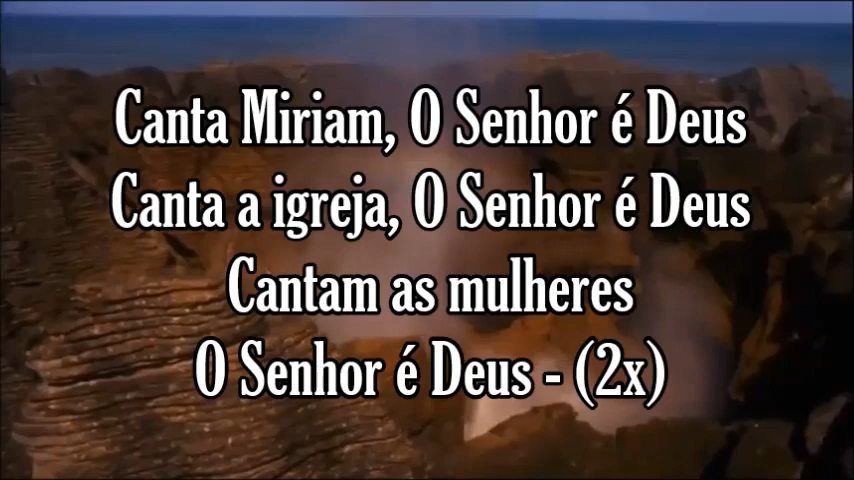 Canta Miriam, O Senhor é Deus
Canta a igreja, O Senhor é Deus
Cantam as mulheres
O Senhor é Deus - (2x)